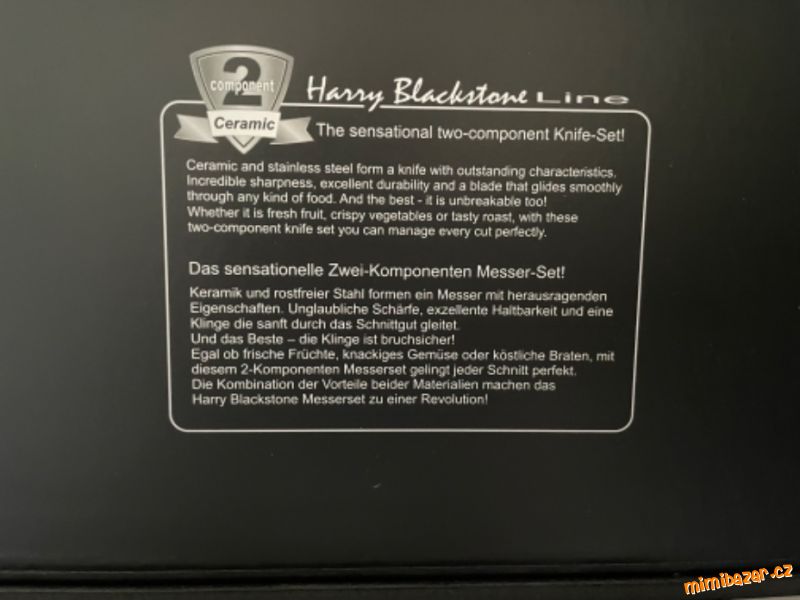 2
component
Ceramic
Harry Blackstone Line
The sensational two-component Knife-Set!
Ceramic and stainless steel form a knife with outstanding characteristics.
Incredible sharpness, excellent durability and a blade that glides smoothly
through any kind of food. And the best - it is unbreakable too!
Whether it is fresh fruit, crispy vegetables or tasty roast, with these
two-component knife set you can manage every cut perfectly.
Das sensationelle Zwei-Komponenten Messer-Set!
Keramik und rostfreier Stahl formen ein Messer mit herausragenden
Eigenschaften. Unglaubliche Schärfe, exzellente Haltbarkeit und eine
Klinge die sanft durch das Schnittgut gleitet.
Und das Beste – die Klinge ist bruchsicher!
Egal ob frische Früchte, knackiges Gemüse oder köstliche Braten, mit
diesem 2-Komponenten Messerset gelingt jeder Schnitt perfekt.
Die Kombination der Vorteile beider Materialien machen das
Harry Blackstone Messerset zu einer Revolution!
mimibazar.cz